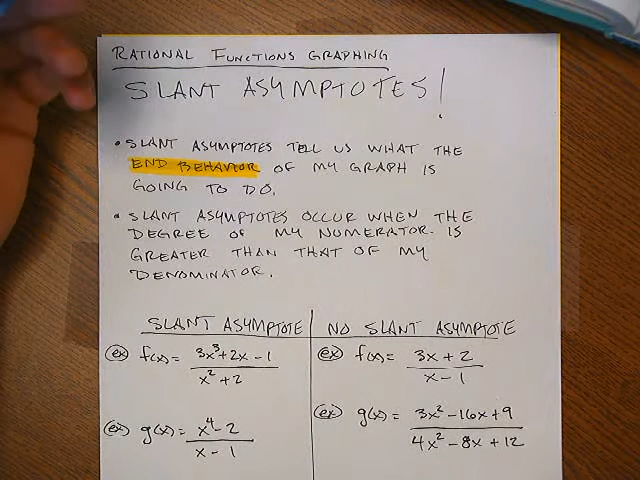 RATIONAL FUNCTIONS GRAPHING
SLANT ASYMPTOTES!
• SLANT ASYMPTOTES TELL US WHAT THE
END BEHAVIOR OF MY GRAPH IS
GOING TO DO.
• SLANT ASYMPTOTES OCCUR WHEN THE
DEGREE OF MY NUMERATOR IS
GREATER THAN THAT OF MY
DENOMINATOR.
SLANT ASYMPTOTE
(ex) f(x) = (3x³+2x-1)/(x²+2)
(ex) g(x) = (x⁴-2)/(x-1)
NO SLANT ASYMPTOTE
(ex) f(x) = (3x+2)/(x-1)
(ex) g(x) = (3x²-16x+9)/(4x²-8x+12)